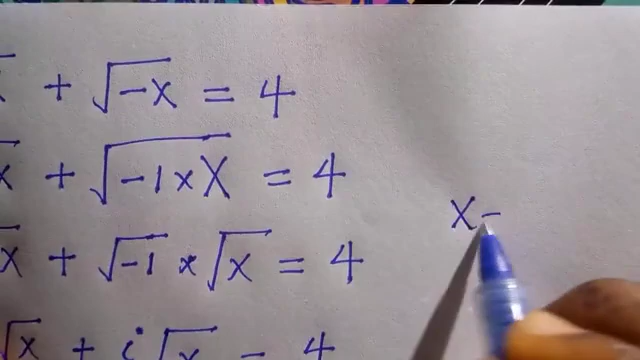 √x + √-x = 4
√x + √-1×x = 4
√x + √-1 × √x = 4
x-
√x + i√x = 4